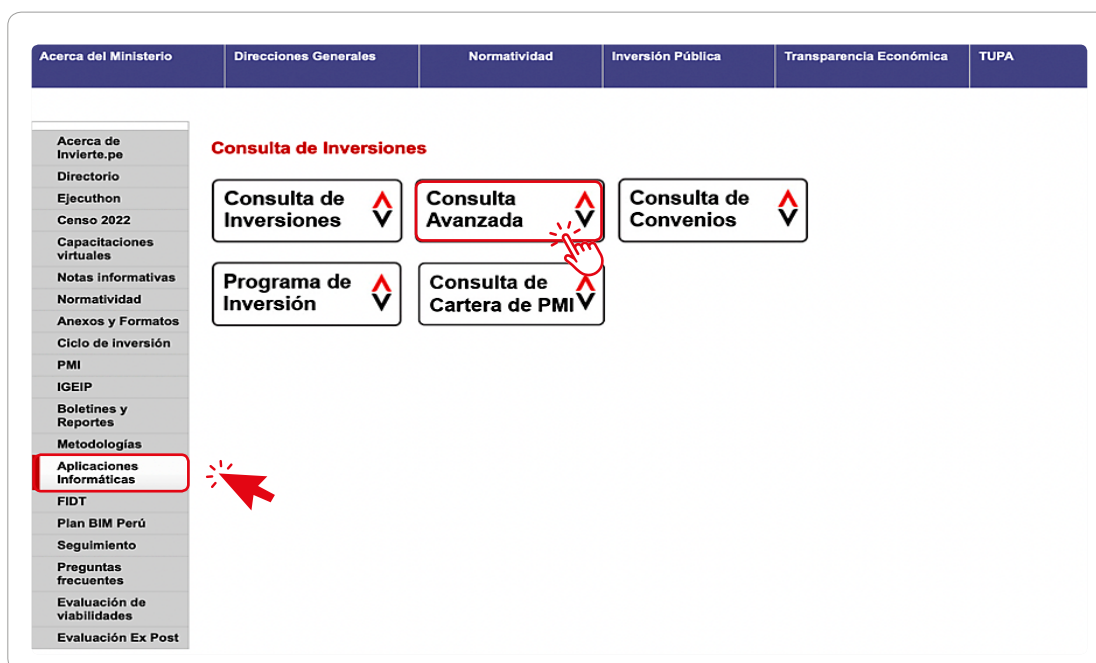 Acerca del Ministerio
Direcciones Generales
Normatividad
Inversión Pública
Transparencia Económica
TUPA
Acerca de
Invierte.pe
Directorio
Ejecuthon
Censo 2022
Capacitaciones
virtuales
Notas informativas
Normatividad
Anexos y Formatos
Ciclo de inversión
PMI
IGEIP
Boletines y
Reportes
Metodologías
Aplicaciones
Informáticas
FIDT
Plan BIM Perú
Seguimiento
Preguntas
frecuentes
Evaluación de
viabilidades
Evaluación Ex Post
Consulta de Inversiones
Consulta de
Inversiones
Consulta
Avanzada
Consulta de
Convenios
Programa de
Inversión
Consulta de
Cartera de PMI